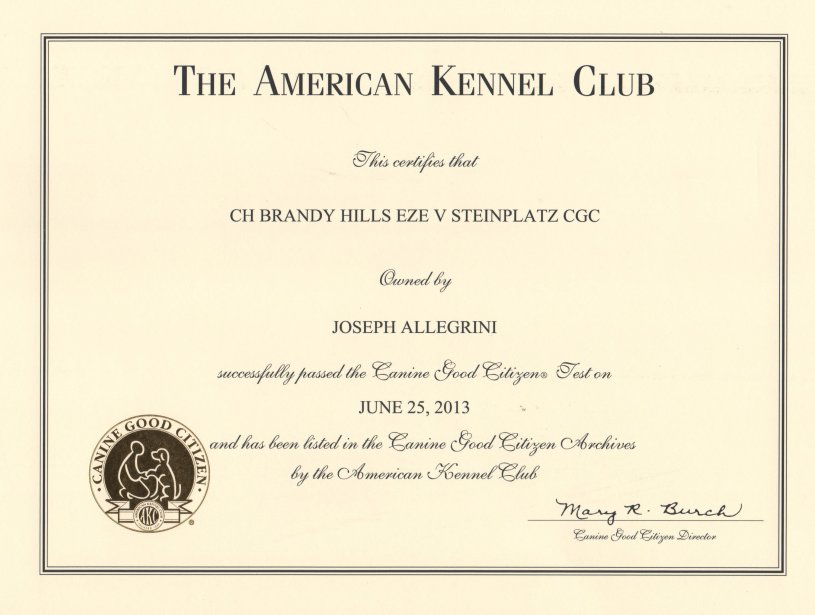 THE AMERICAN KENNEL CLUB
This certifies that
CH BRANDY HILLS EZE V STEINPLATZ CGC
Owned by
JOSEPH ALLEGRINI
successfully passed the Canine Good Citizen® Test on
JUNE 25, 2013
and has been listed in the Canine Good Citizen Archives
by the American Kennel Club
CANINE GOOD CITIZEN
AKC
®
Mary R. Burch
Canine Good Citizen Director